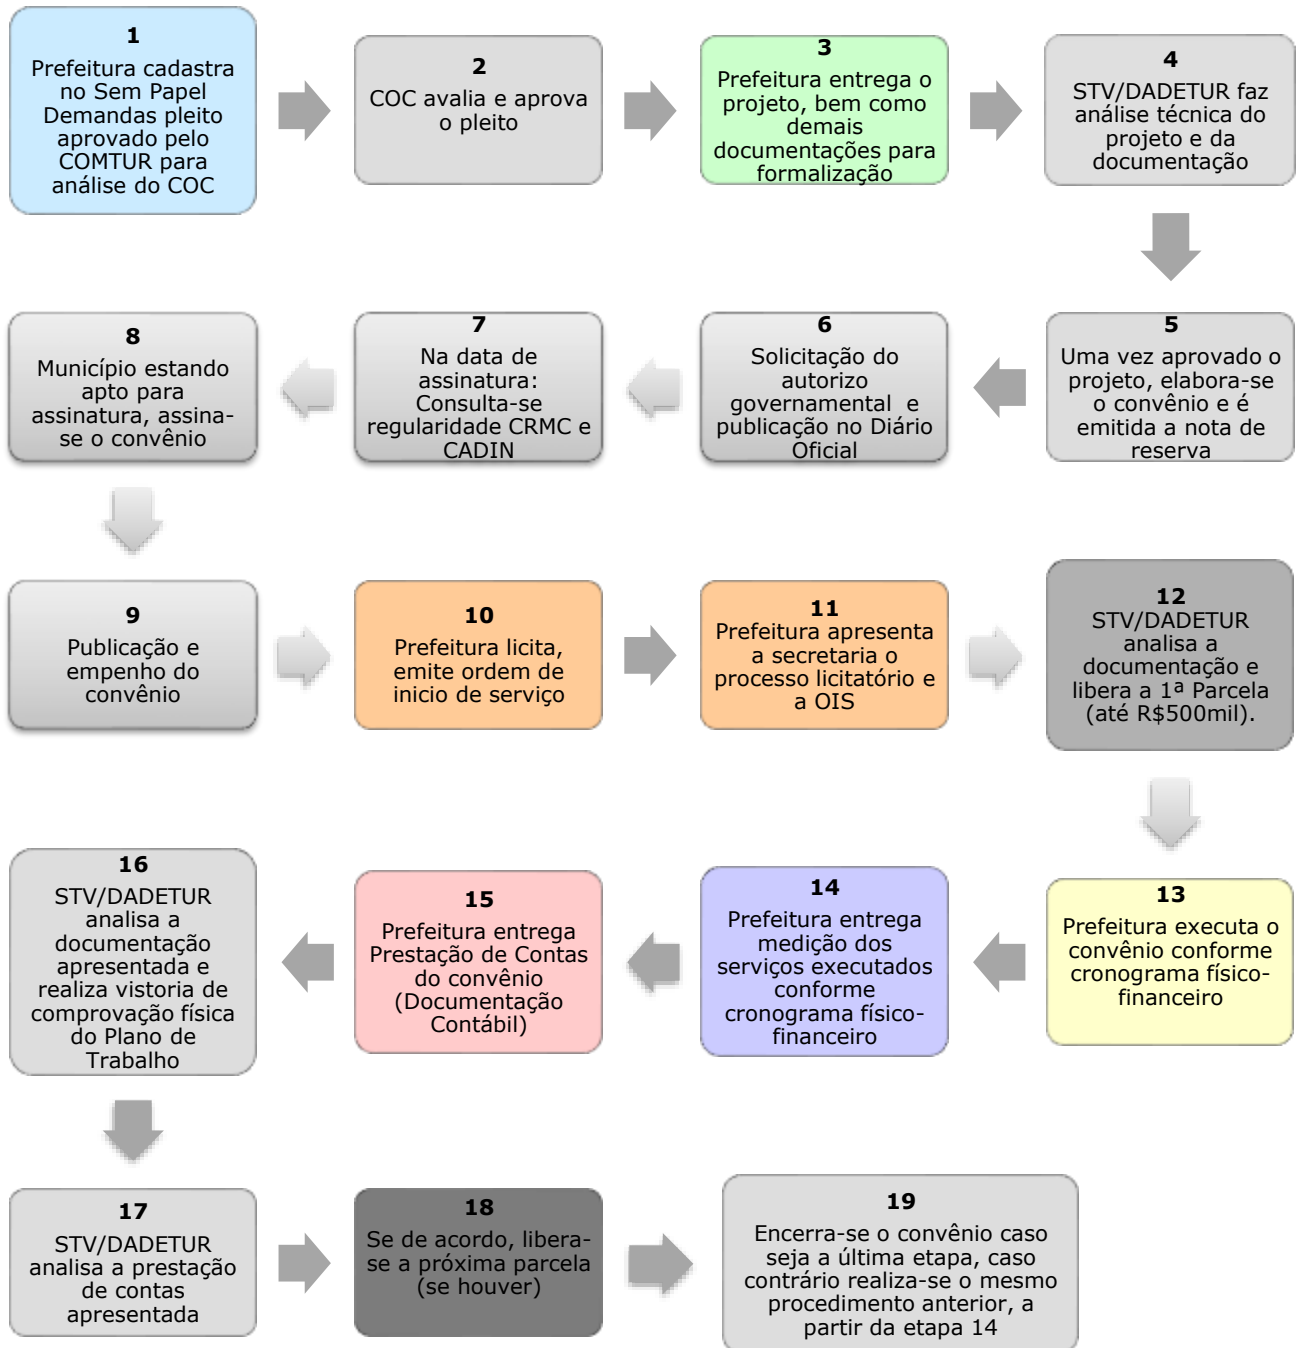 1
Prefeitura cadastra
no Sem Papel
Demandas pleito
aprovado pelo
COMTUR para
análise do COC
2
COC avalia e aprova
o pleito
3
Prefeitura entrega o
projeto, bem como
demais
documentações para
formalização
4
STV/DADETUR faz
análise técnica do
projeto e da
documentação
5
Uma vez aprovado o
projeto, elabora-se
o convênio e é
emitida a nota de
reserva
6
Solicitação do
autorizo
governamental e
publicação no Diário
Oficial
7
Na data de
assinatura:
Consulta-se
regularidade CRMC e
CADIN
8
Município estando
apto para
assinatura, assina-
se o convênio
9
Publicação e
empenho do
convênio
10
Prefeitura licita,
emite ordem de
inicio de serviço
11
Prefeitura apresenta
a secretaria o
processo licitatório e
a OIS
12
STV/DADETUR
analisa a
documentação e
libera a 1ª Parcela
(até R$500mil).
13
Prefeitura executa o
convênio conforme
cronograma físico-
financeiro
14
Prefeitura entrega
medição dos
serviços executados
conforme
cronograma físico-
financeiro
15
Prefeitura entrega
Prestação de Contas
do convênio
(Documentação
Contábil)
16
STV/DADETUR
analisa a
documentação
apresentada e
realiza vistoria de
comprovação física
do Plano de
Trabalho
17
STV/DADETUR
analisa a prestação
de contas
apresentada
18
Se de acordo, libera-
se a próxima parcela
(se houver)
19
Encerra-se o convênio caso
seja a última etapa, caso
contrário realiza-se o mesmo
procedimento anterior, a
partir da etapa 14